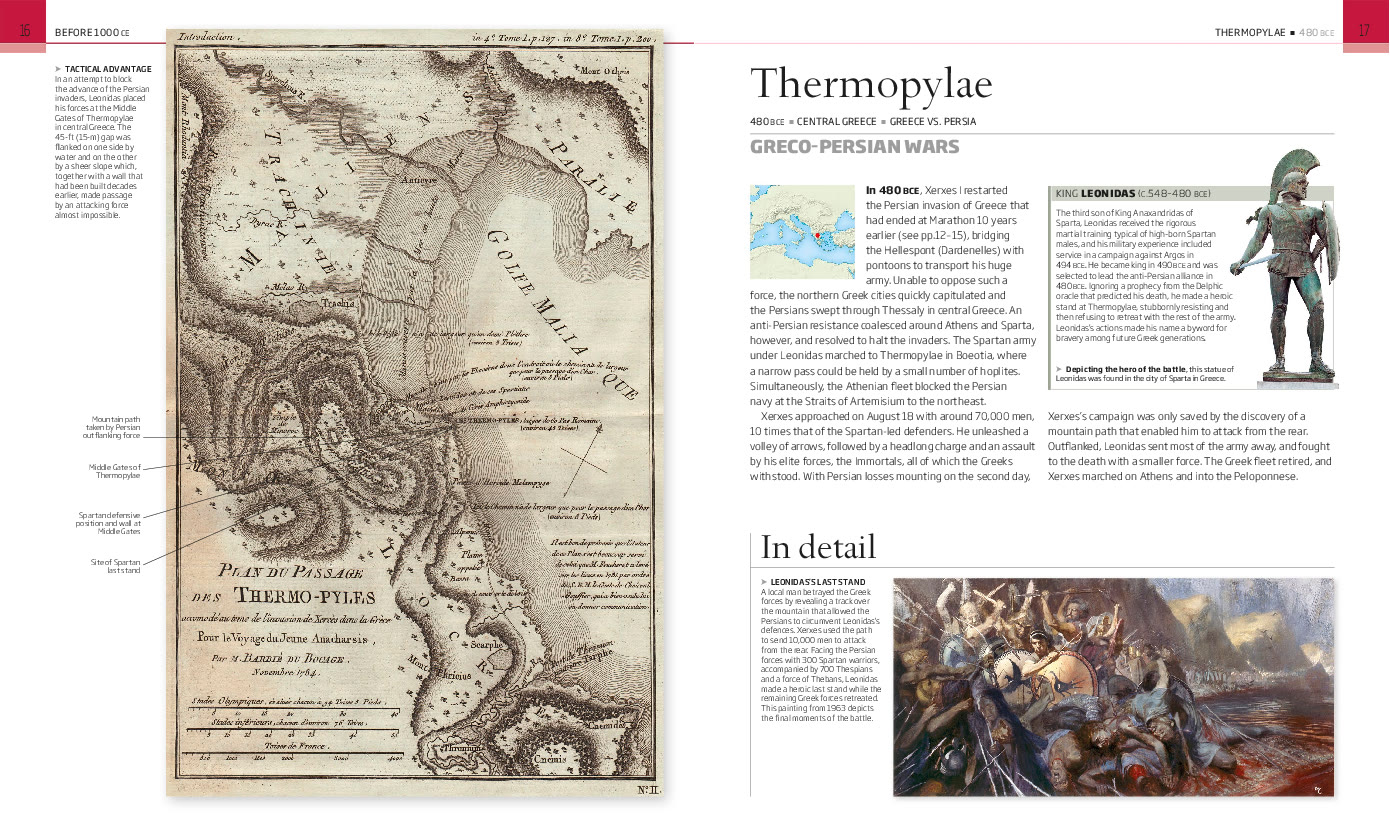 16
BEFORE 1000 CE
THERMOPYLAE ■ 480 BCE
17
➤ TACTICAL ADVANTAGE
In an attempt to block
the advance of the Persian
invaders, Leonidas placed
his forces at the Middle
Gates of Thermopylae
in central Greece. The
45-ft (15-m) gap was
flanked on one side by
water and on the other
by a sheer slope which,
together with a wall that
had been built decades
earlier, made passage
by an attacking force
almost impossible.
Mountain path
taken by Persian
outflanking force
Middle Gates of
Thermopylae
Spartan defensive
position and wall at
Middle Gates
Site of Spartan
last stand
Introduction.
in 4º. Tome I. p. 187. in 8º. Tome I. p. 200.
Mont Othris
PARALIE
TRACHINIE
MALIENS
Anticyre
Dyras R.
Melas R.
Trachis
GOLFE MALIAQUE
LOCR
Alpenus
Plaine
Scarphe
Mont
Thronium
Cnemides
Cnémis
PLAN DU PASSAGE
DES THERMO-PYLES
Pour le Voyage du Jeune Anacharsis,
Par M. BARBIÉ DU BOCAGE.
Novembre 1784.
Stades Olympiques,
Stades inférieurs,
Toises de France.
Nº. II.
Thermopylae
480 BCE ■ CENTRAL GREECE ■ GREECE VS. PERSIA
GRECO-PERSIAN WARS
In 480 BCE, Xerxes I restarted
the Persian invasion of Greece that
had ended at Marathon 10 years
earlier (see pp.12–15), bridging
the Hellespont (Dardenelles) with
pontoons to transport his huge
army. Unable to oppose such a
force, the northern Greek cities quickly capitulated and
the Persians swept through Thessaly in central Greece. An
anti-Persian resistance coalesced around Athens and Sparta,
however, and resolved to halt the invaders. The Spartan army
under Leonidas marched to Thermopylae in Boeotia, where
a narrow pass could be held by a small number of hoplites.
Simultaneously, the Athenian fleet blocked the Persian
navy at the Straits of Artemisium to the northeast.
Xerxes approached on August 18 with around 70,000 men,
10 times that of the Spartan-led defenders. He unleashed a
volley of arrows, followed by a headlong charge and an assault
by his elite forces, the Immortals, all of which the Greeks
withstood. With Persian losses mounting on the second day,
KING LEONIDAS (C.548–480 BCE)
The third son of King Anaxandridas of
Sparta, Leonidas received the rigorous
martial training typical of high-born Spartan
males, and his military experience included
service in a campaign against Argos in
494 BCE. He became king in 490 BCE and was
selected to lead the anti-Persian alliance in
480 BCE. Ignoring a prophecy from the Delphic
oracle that predicted his death, he made a heroic
stand at Thermopylae, stubbornly resisting and
then refusing to retreat with the rest of the army.
Leonidas's actions made his name a byword for
bravery among future Greek generations.
➤ Depicting the hero of the battle, this statue of
Leonidas was found in the city of Sparta in Greece.
Xerxes's campaign was only saved by the discovery of a
mountain path that enabled him to attack from the rear.
Outflanked, Leonidas sent most of the army away, and fought
to the death with a smaller force. The Greek fleet retired, and
Xerxes marched on Athens and into the Peloponnese.
In detail
➤ LEONIDAS'S LAST STAND
A local man betrayed the Greek
forces by revealing a track over
the mountain that allowed the
Persians to circumvent Leonidas's
defences. Xerxes used the path
to send 10,000 men to attack
from the rear. Facing the Persian
forces with 300 Spartan warriors,
accompanied by 700 Thespians
and a force of Thebans, Leonidas
made a heroic last stand while the
remaining Greek forces retreated.
This painting from 1963 depicts
the final moments of the battle.